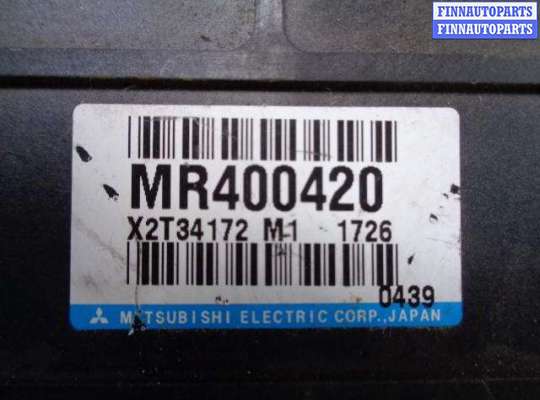 FINNAUTOPARTS
FINNAUTOPARTS
MR400420
X2T34172 M1 1726
0439
MITSUBISHI ELECTRIC CORP., JAPAN